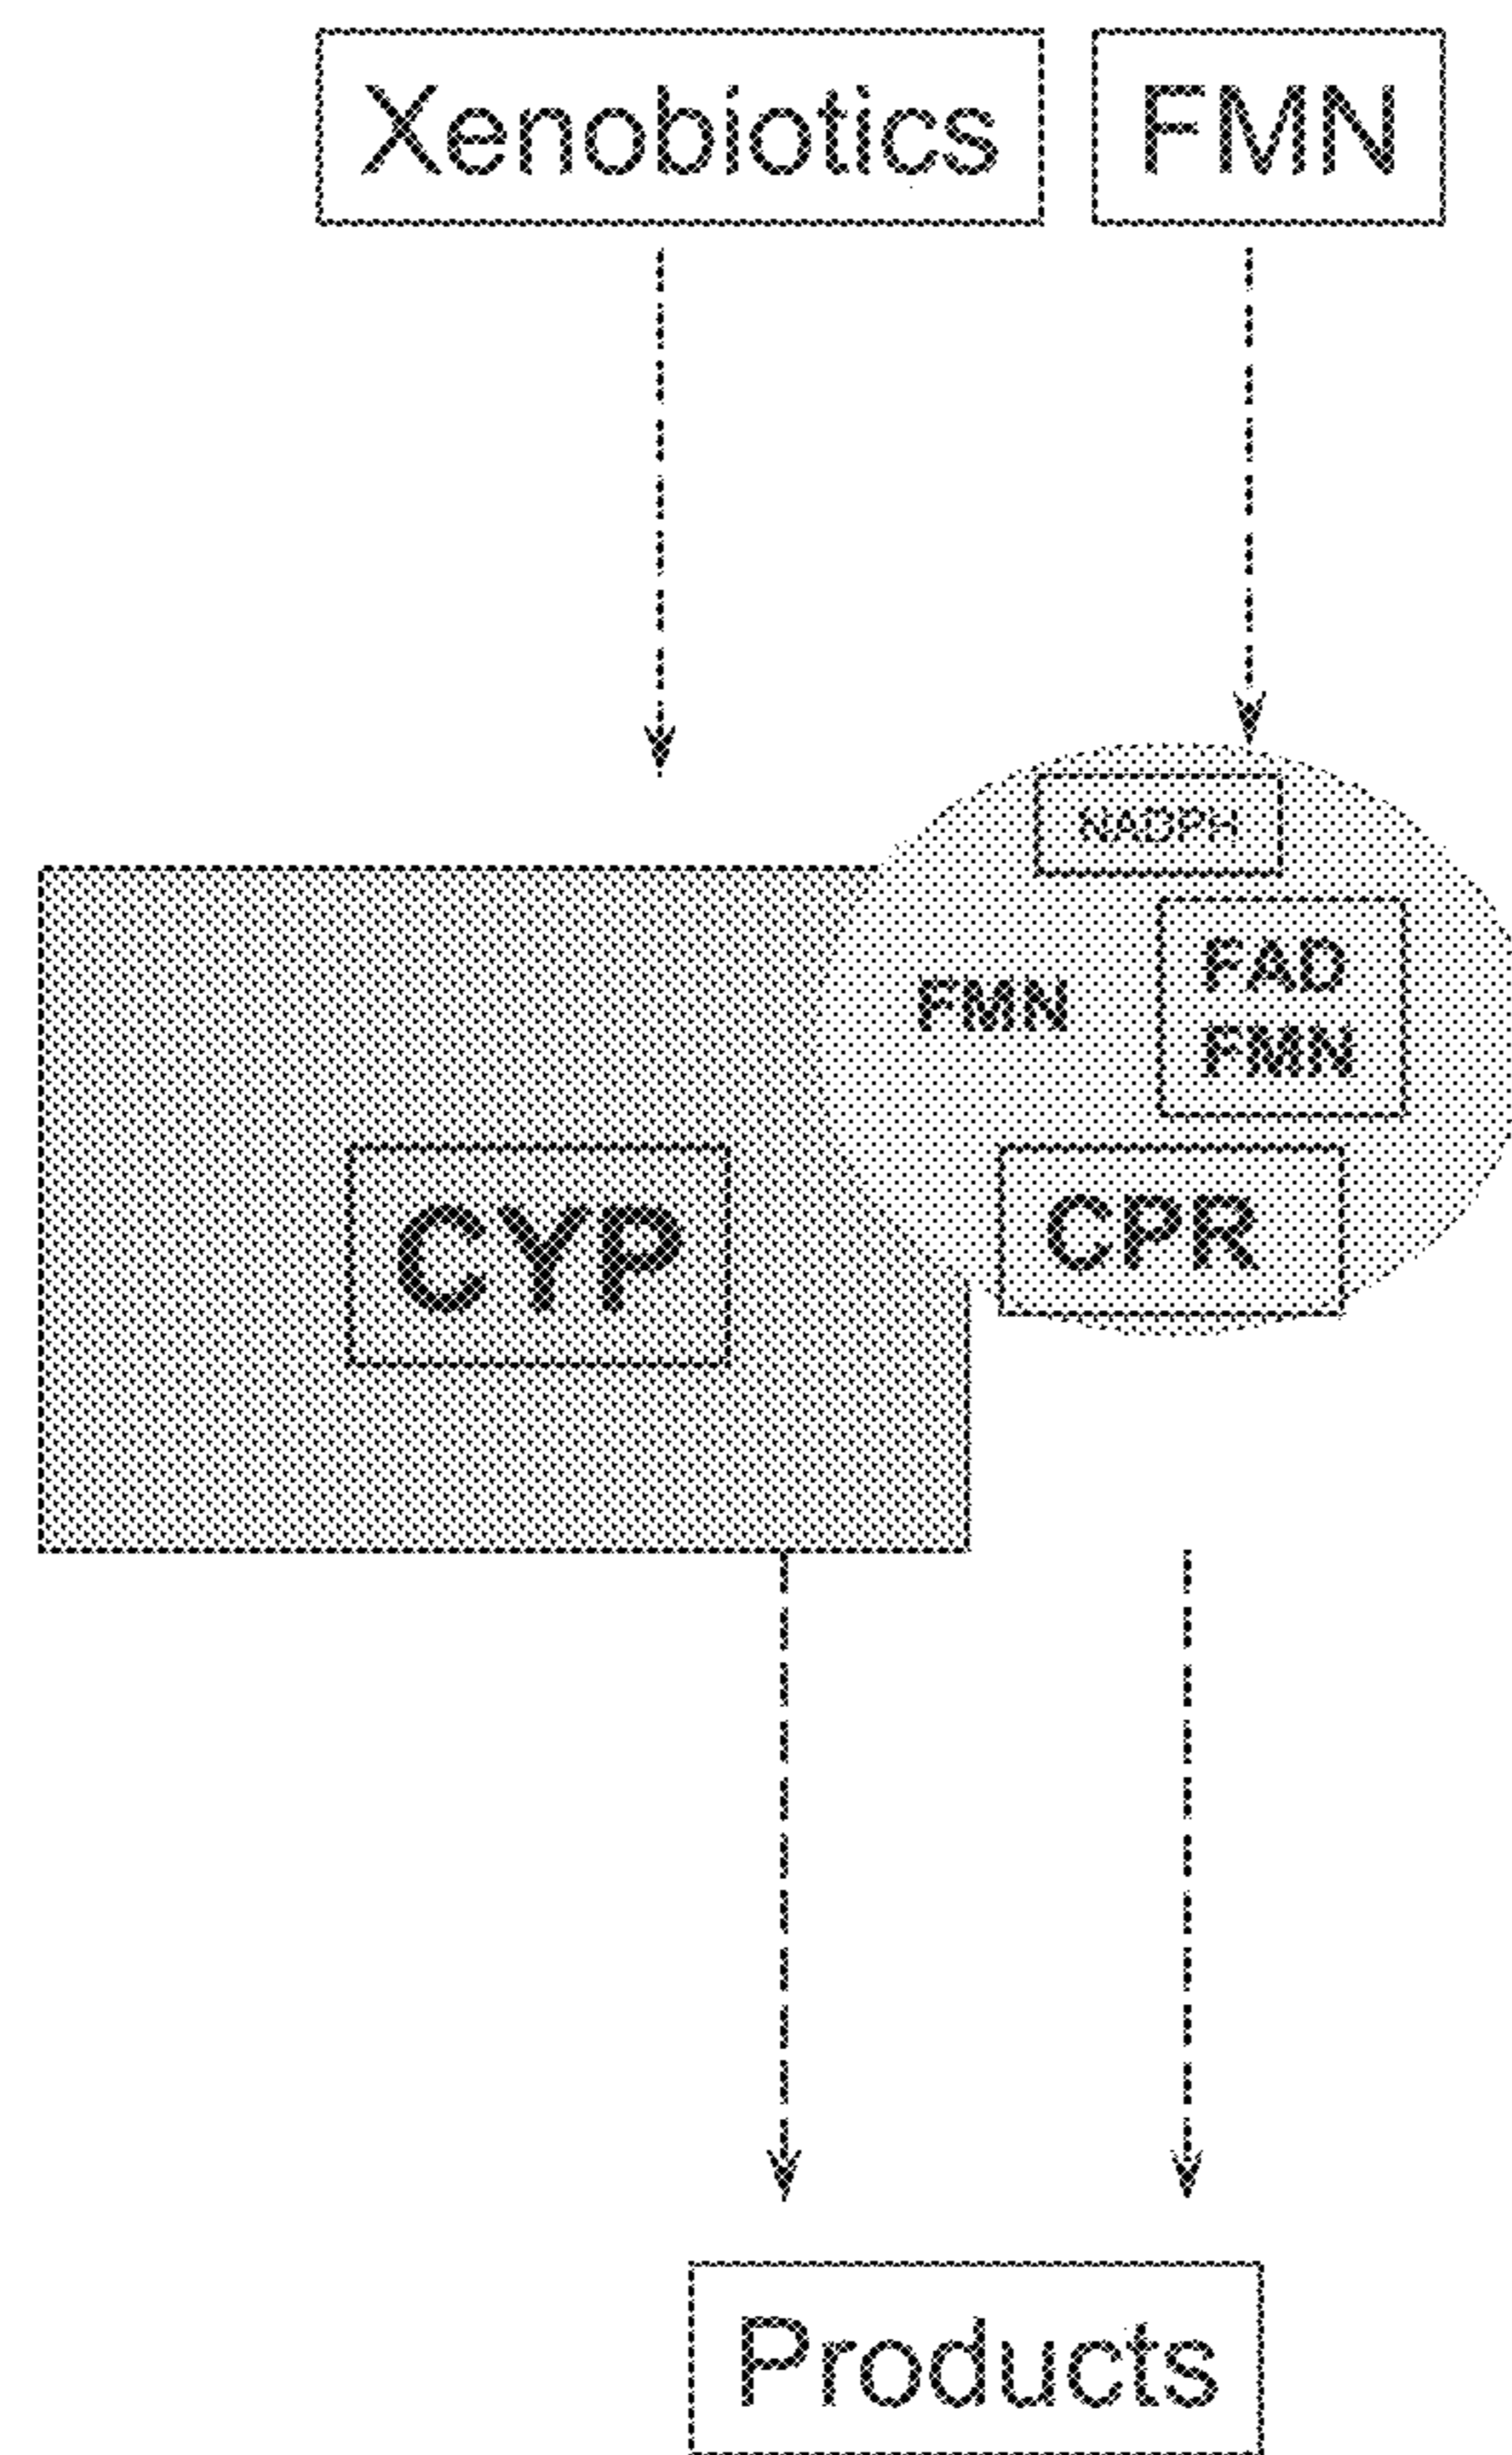 Xenobiotics
FMN
NADPH
FAD
FMN
FMN
CYP
CPR
Products